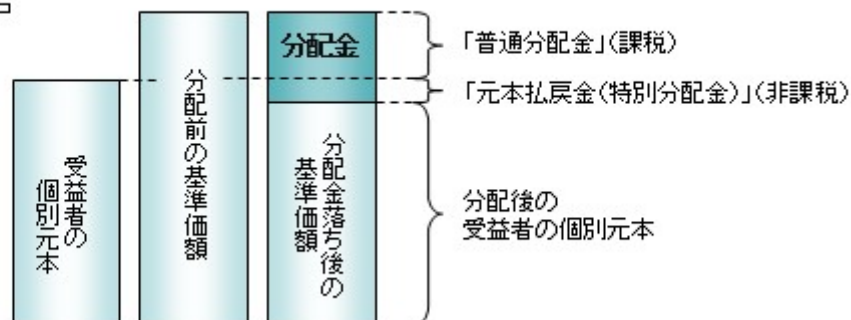 受益者の
個別元本
分配前の基準価額
分配金
分配金落ち後の
基準価額
「普通分配金」(課税)
「元本払戻金(特別分配金)」(非課税)
分配後の
受益者の個別元本